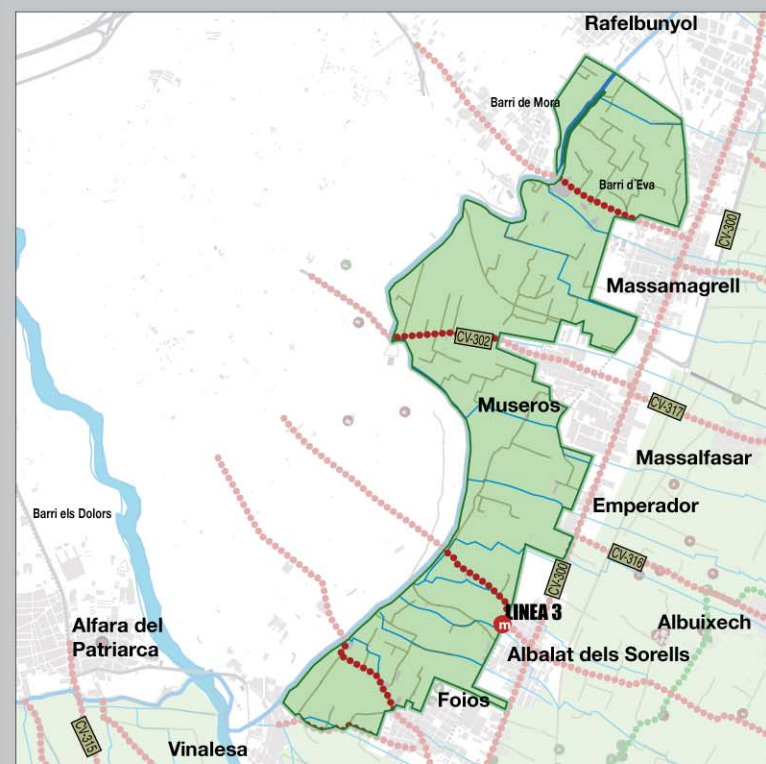 Rafelbunyol
Barri de Mora
Barri d'Eva
CV-300
Massamagrell
CV-302
Museros
CV-317
Massalfasar
Emperador
Barri els Dolors
CV-316
CV-300
LINEA 3
m
Albuixech
Alfara del
Patriarca
Albalat dels Sorells
Foios
CV-315
Vinalesa